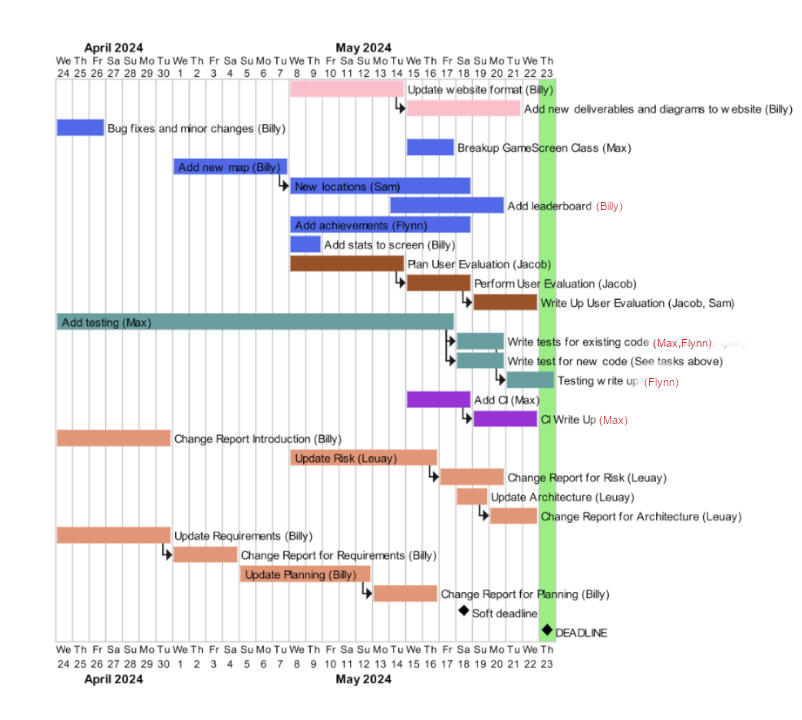 April 2024 May 2024
We Th Fr Sa Su Mo Tu We Th Fr Sa Su Mo Tu We Th Fr Sa Su Mo Tu We Th Fr Sa Su Mo Tu We Th
24 25 26 27 28 29 30 1 2 3 4 5 6 7 8 9 10 11 12 13 14 15 16 17 18 19 20 21 22 23
Update website format (Billy)
Add new deliverables and diagrams to website (Billy)
Bug fixes and minor changes (Billy)
Breakup GameScreen Class (Max)
Add new map (Billy)
New locations (Sam)
Add leaderboard (Billy)
Add achievements (Flynn)
Add stats to screen (Billy)
Plan User Evaluation (Jacob)
Perform User Evaluation (Jacob)
Write Up User Evaluation (Jacob, Sam)
Add testing (Max)
Write tests for existing code (Max,Flynn)
Write test for new code (See tasks above)
Testing write up (Flynn)
Add CI (Max)
CI Write Up (Max)
Change Report Introduction (Billy)
Update Risk (Leuay)
Change Report for Risk (Leuay)
Update Architecture (Leuay)
Change Report for Architecture (Leuay)
Update Requirements (Billy)
Change Report for Requirements (Billy)
Update Planning (Billy)
Change Report for Planning (Billy)
Soft deadline
DEADLINE
We Th Fr Sa Su Mo Tu We Th Fr Sa Su Mo Tu We Th Fr Sa Su Mo Tu We Th Fr Sa Su Mo Tu We Th
24 25 26 27 28 29 30 1 2 3 4 5 6 7 8 9 10 11 12 13 14 15 16 17 18 19 20 21 22 23
April 2024 May 2024